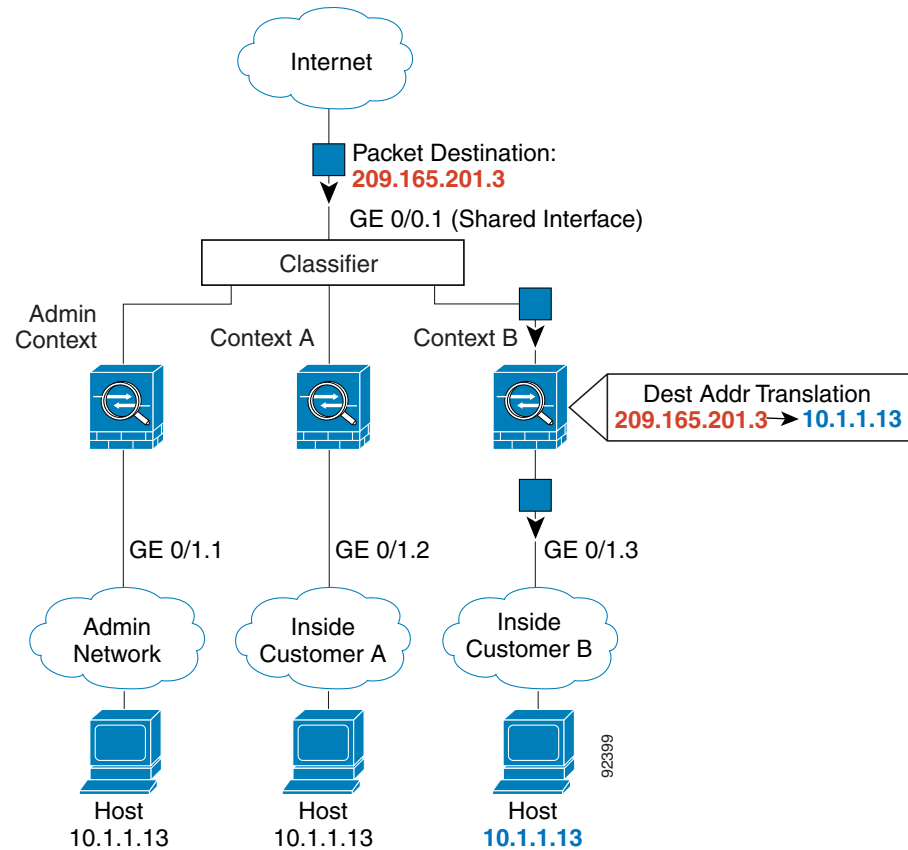 Internet
Packet Destination:
209.165.201.3
GE 0/0.1 (Shared Interface)
Classifier
Admin
Context
Context A
Context B
Dest Addr Translation
209.165.201.3 10.1.1.13
GE 0/1.1
GE 0/1.2
GE 0/1.3
Admin
Network
Inside
Customer A
Inside
Customer B
92399
Host
10.1.1.13
Host
10.1.1.13
Host
10.1.1.13